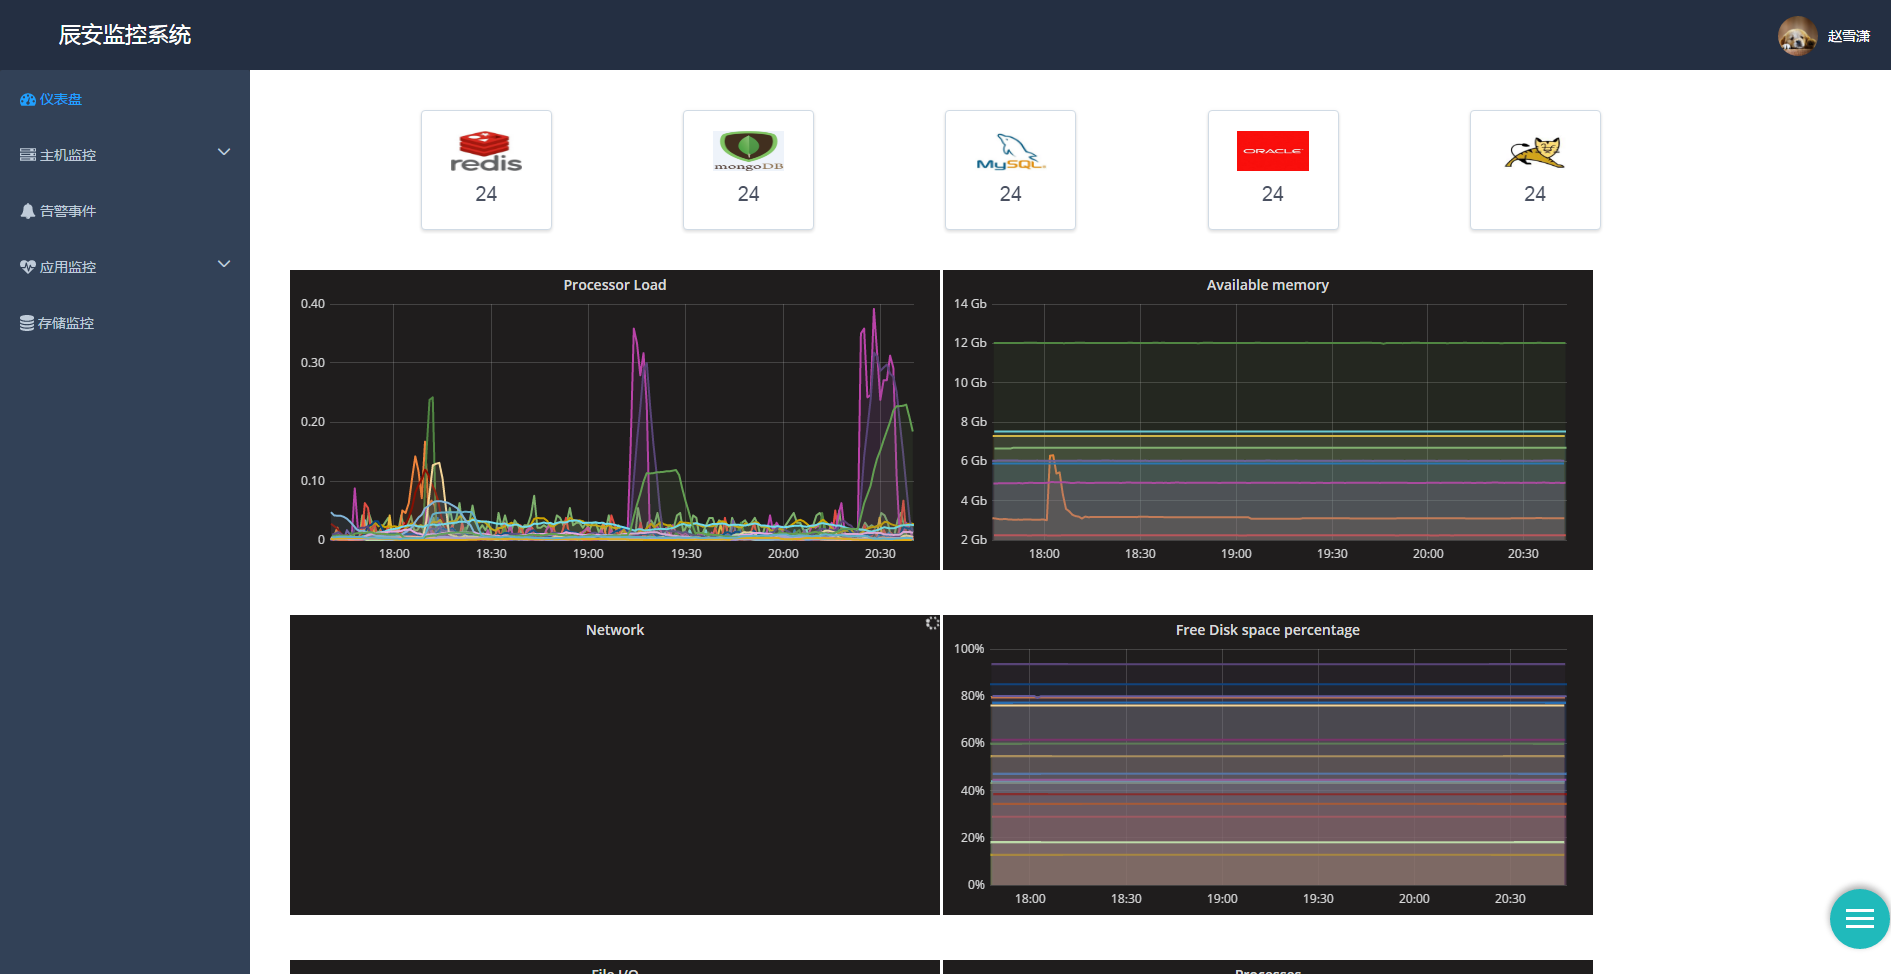 辰安监控系统
赵雪潇
仪表盘
主机监控
告警事件
应用监控
存储监控
redis
24
mongoDB
24
MySQL
24
ORACLE
24
24
Processor Load
0.40
0.30
0.20
0.10
0
18:00 18:30 19:00 19:30 20:00 20:30
Available memory
14 Gb
12 Gb
10 Gb
8 Gb
6 Gb
4 Gb
2 Gb
18:00 18:30 19:00 19:30 20:00 20:30
Network
Free Disk space percentage
100%
80%
60%
40%
20%
0%
18:00 18:30 19:00 19:30 20:00 20:30
File I/O
Processes